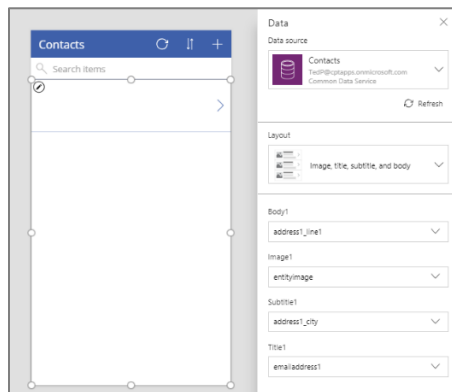 Contacts
Search items
Data
Data source
Contacts
TedP@cptapps.onmicrosoft.com
Common Data Service
Refresh
Layout
Image, title, subtitle, and body
Body1
address1_line1
Image1
entityimage
Subtitle1
address1_city
Title1
emailaddress1